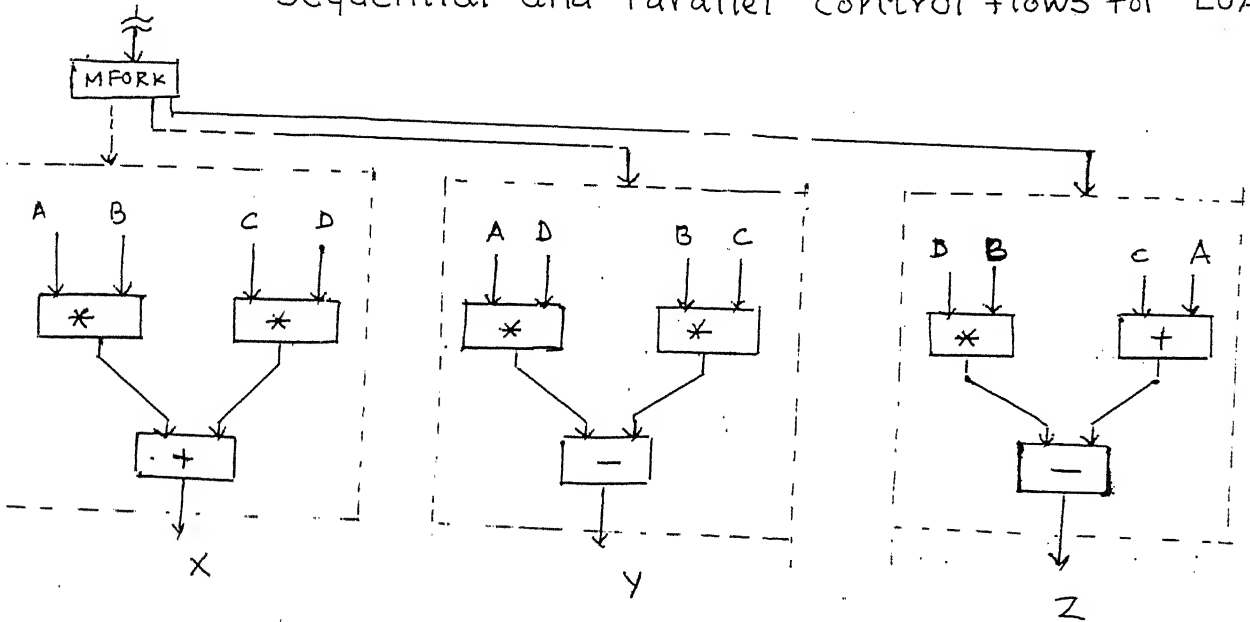 Sequential and Parallel Control flows for
MFORK
A B C D
A D B C
D B C A
* *
* *
* +
+
−
−
X
Y
Z